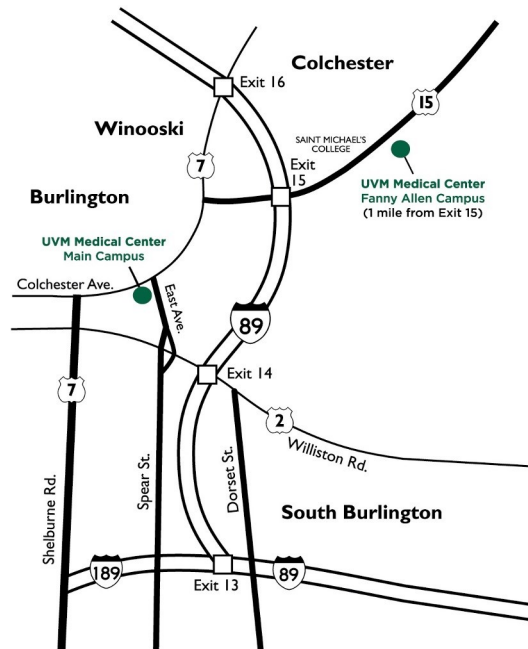 Colchester
Exit 16
15
Winooski
SAINT MICHAEL'S
COLLEGE
7
Exit
15
UVM Medical Center
Fanny Allen Campus
(1 mile from Exit 15)
Burlington
UVM Medical Center
Main Campus
Colchester Ave.
East Ave.
89
Exit 14
7
2
Williston Rd.
Shelburne Rd.
Spear St.
Dorset St.
South Burlington
189
Exit 13
89